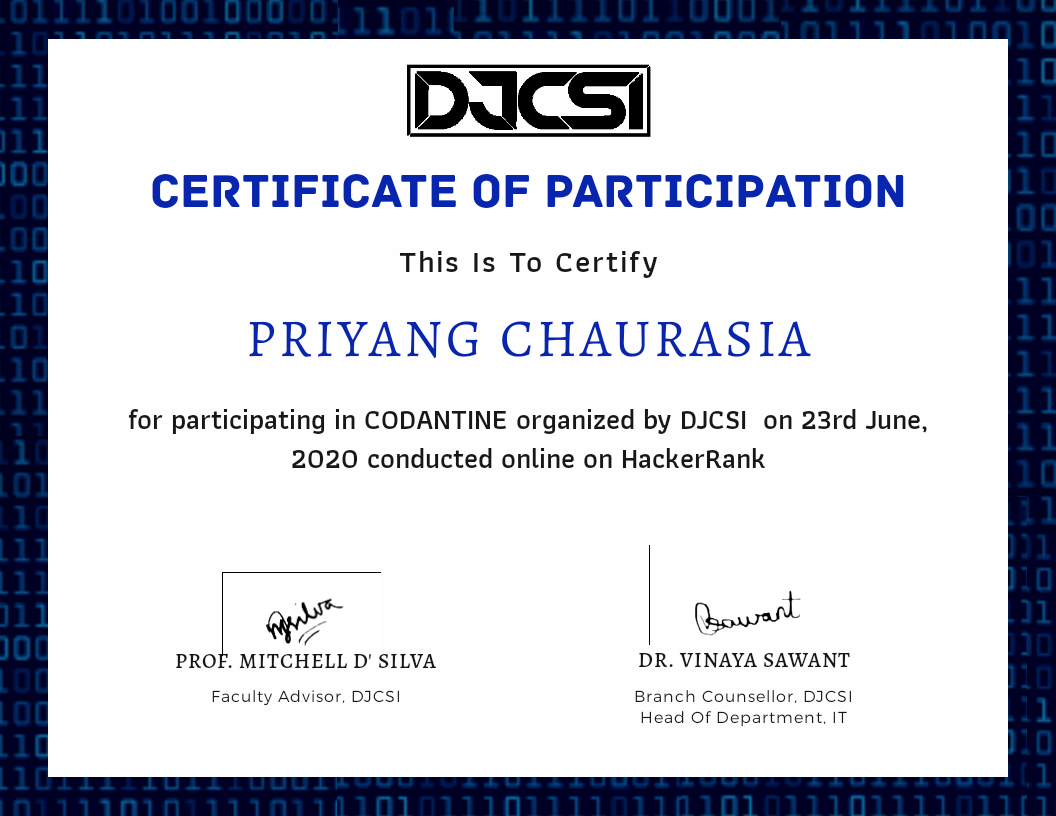 DJCSI
CERTIFICATE OF PARTICIPATION
This Is To Certify
PRIYANG CHAURASIA
for participating in CODANTINE organized by DJCSI on 23rd June,
2020 conducted online on HackerRank
Dsilva
Sawant
PROF. MITCHELL D' SILVA
DR. VINAYA SAWANT
Faculty Advisor, DJCSI
Branch Counsellor, DJCSI
Head Of Department, IT